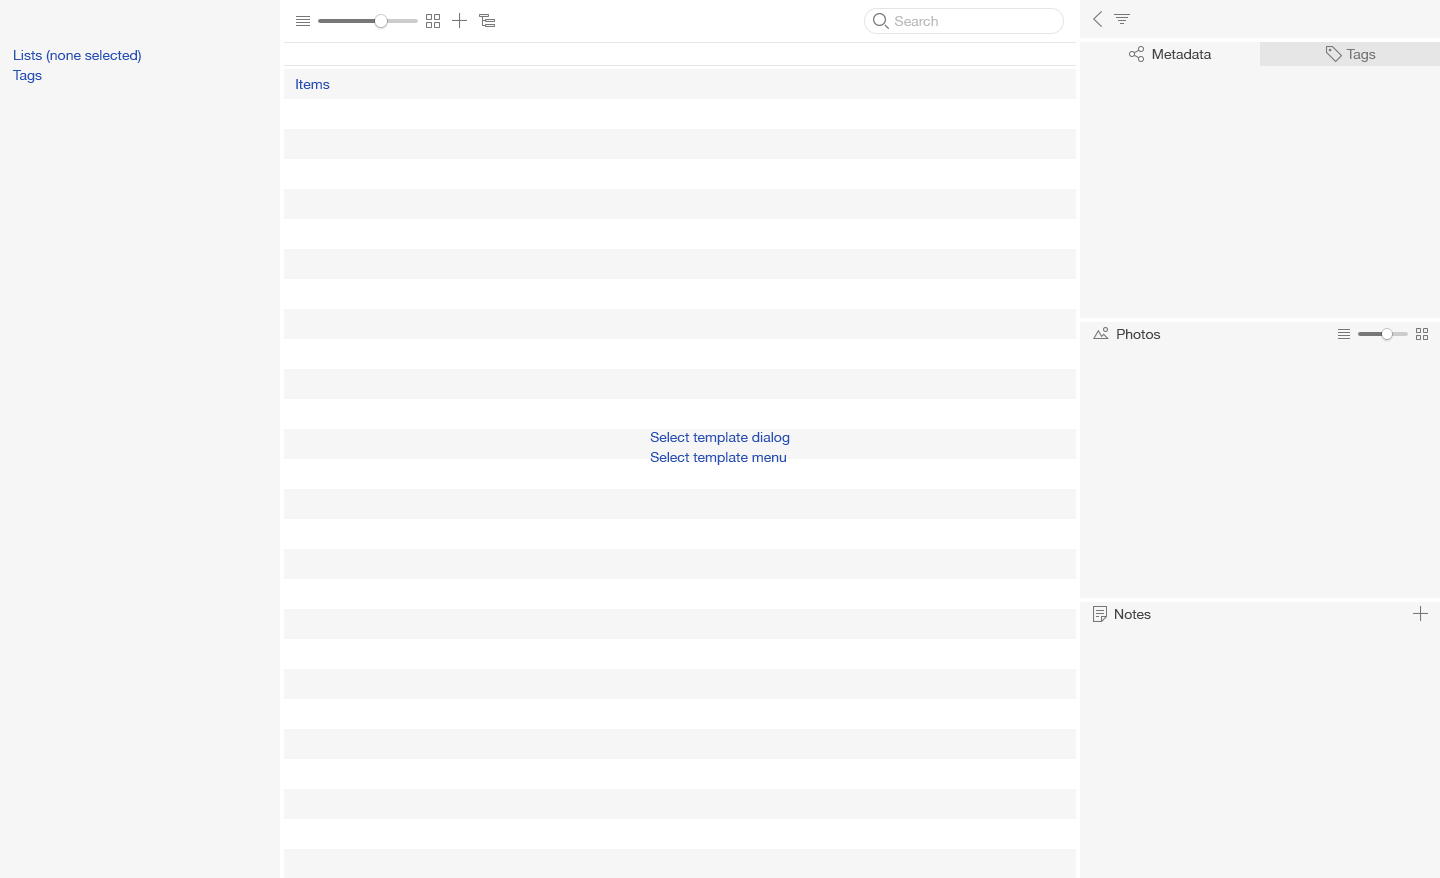 Lists (none selected)
Tags
Search
Items
Select template dialog
Select template menu
Metadata
Tags
Photos
Notes